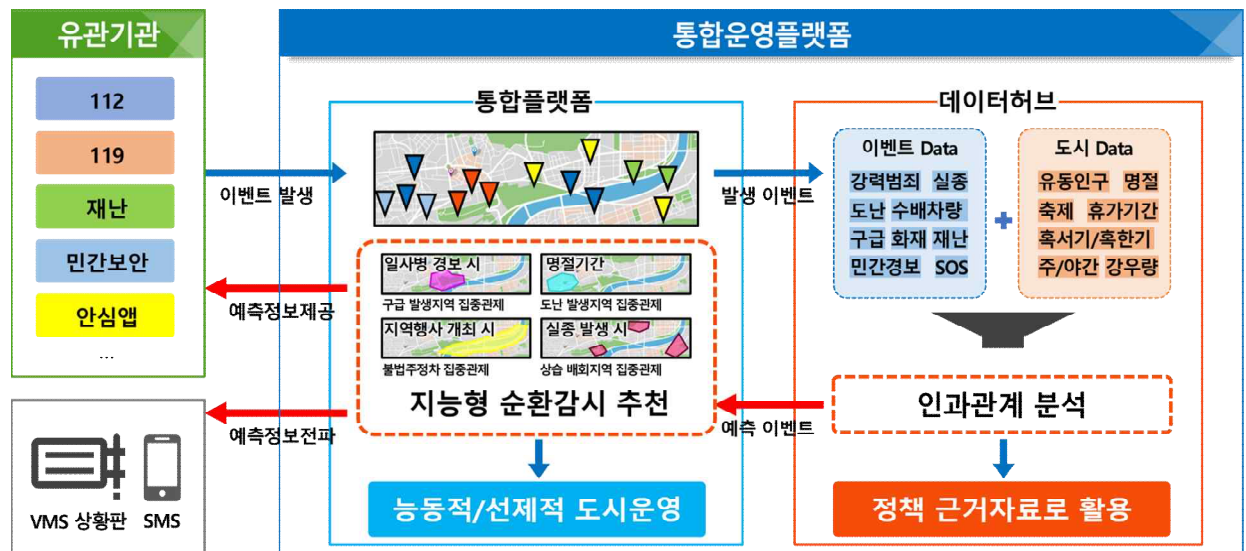 유관기관
112
119
재난
민간보안
안심앱
...
VMS 상황판 SMS
이벤트 발생
예측정보제공
예측정보전파
통합운영플랫폼
통합플랫폼
일사병 경보 시
구급 발생지역 집중관제
명절기간
도난 발생지역 집중관제
지역행사 개최 시
불법주정차 집중관제
실종 발생 시
상습 배회지역 집중관제
지능형 순환감시 추천
능동적/선제적 도시운영
발생 이벤트
예측 이벤트
데이터허브
이벤트 Data
강력범죄 실종
도난 수배차량
구급 화재 재난
민간경보 SOS
+
도시 Data
유동인구 명절
축제 휴가기간
혹서기/혹한기
주/야간 강우량
인과관계 분석
정책 근거자료로 활용